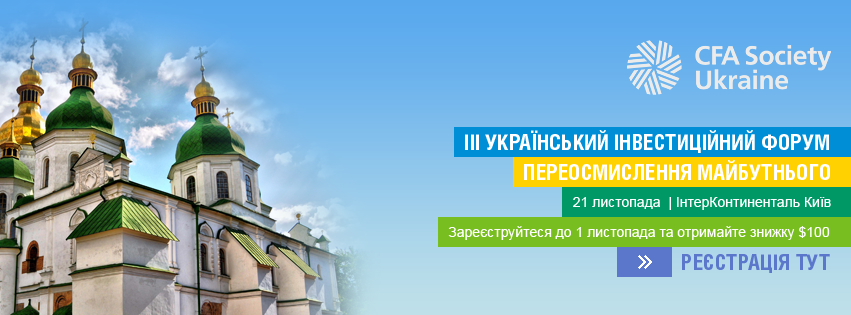 CFA Society
Ukraine
III УКРАЇНСЬКИЙ ІНВЕСТИЦІЙНИЙ ФОРУМ
ПЕРЕОСМИСЛЕННЯ МАЙБУТНЬОГО
21 листопада | ІнтерКонтиненталь Київ
Зареєструйтеся до 1 листопада та отримайте знижку $100
» РЕЄСТРАЦІЯ ТУТ